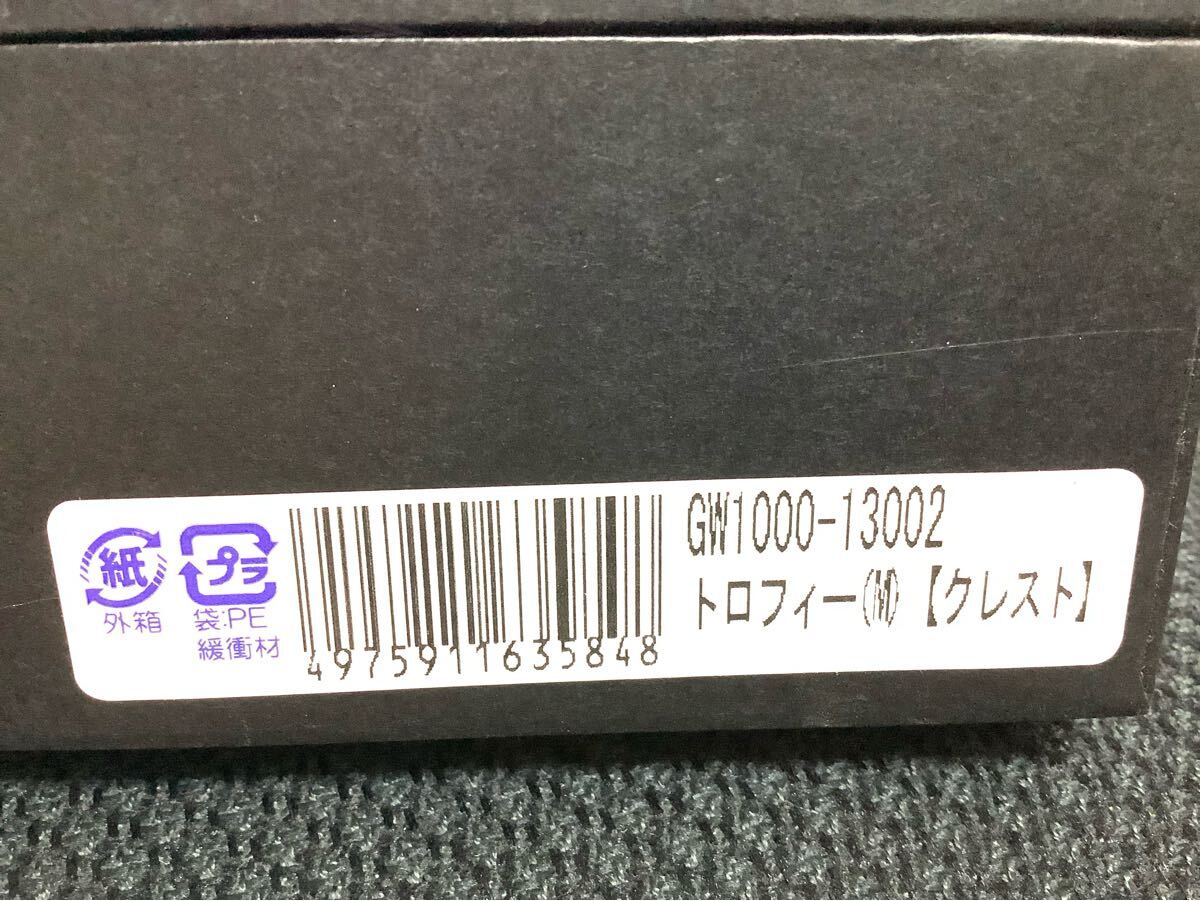 紙
外箱
プラ
袋:PE
緩衝材
4975911635848
GW1000-13002
トロフィー(M)【クレスト】